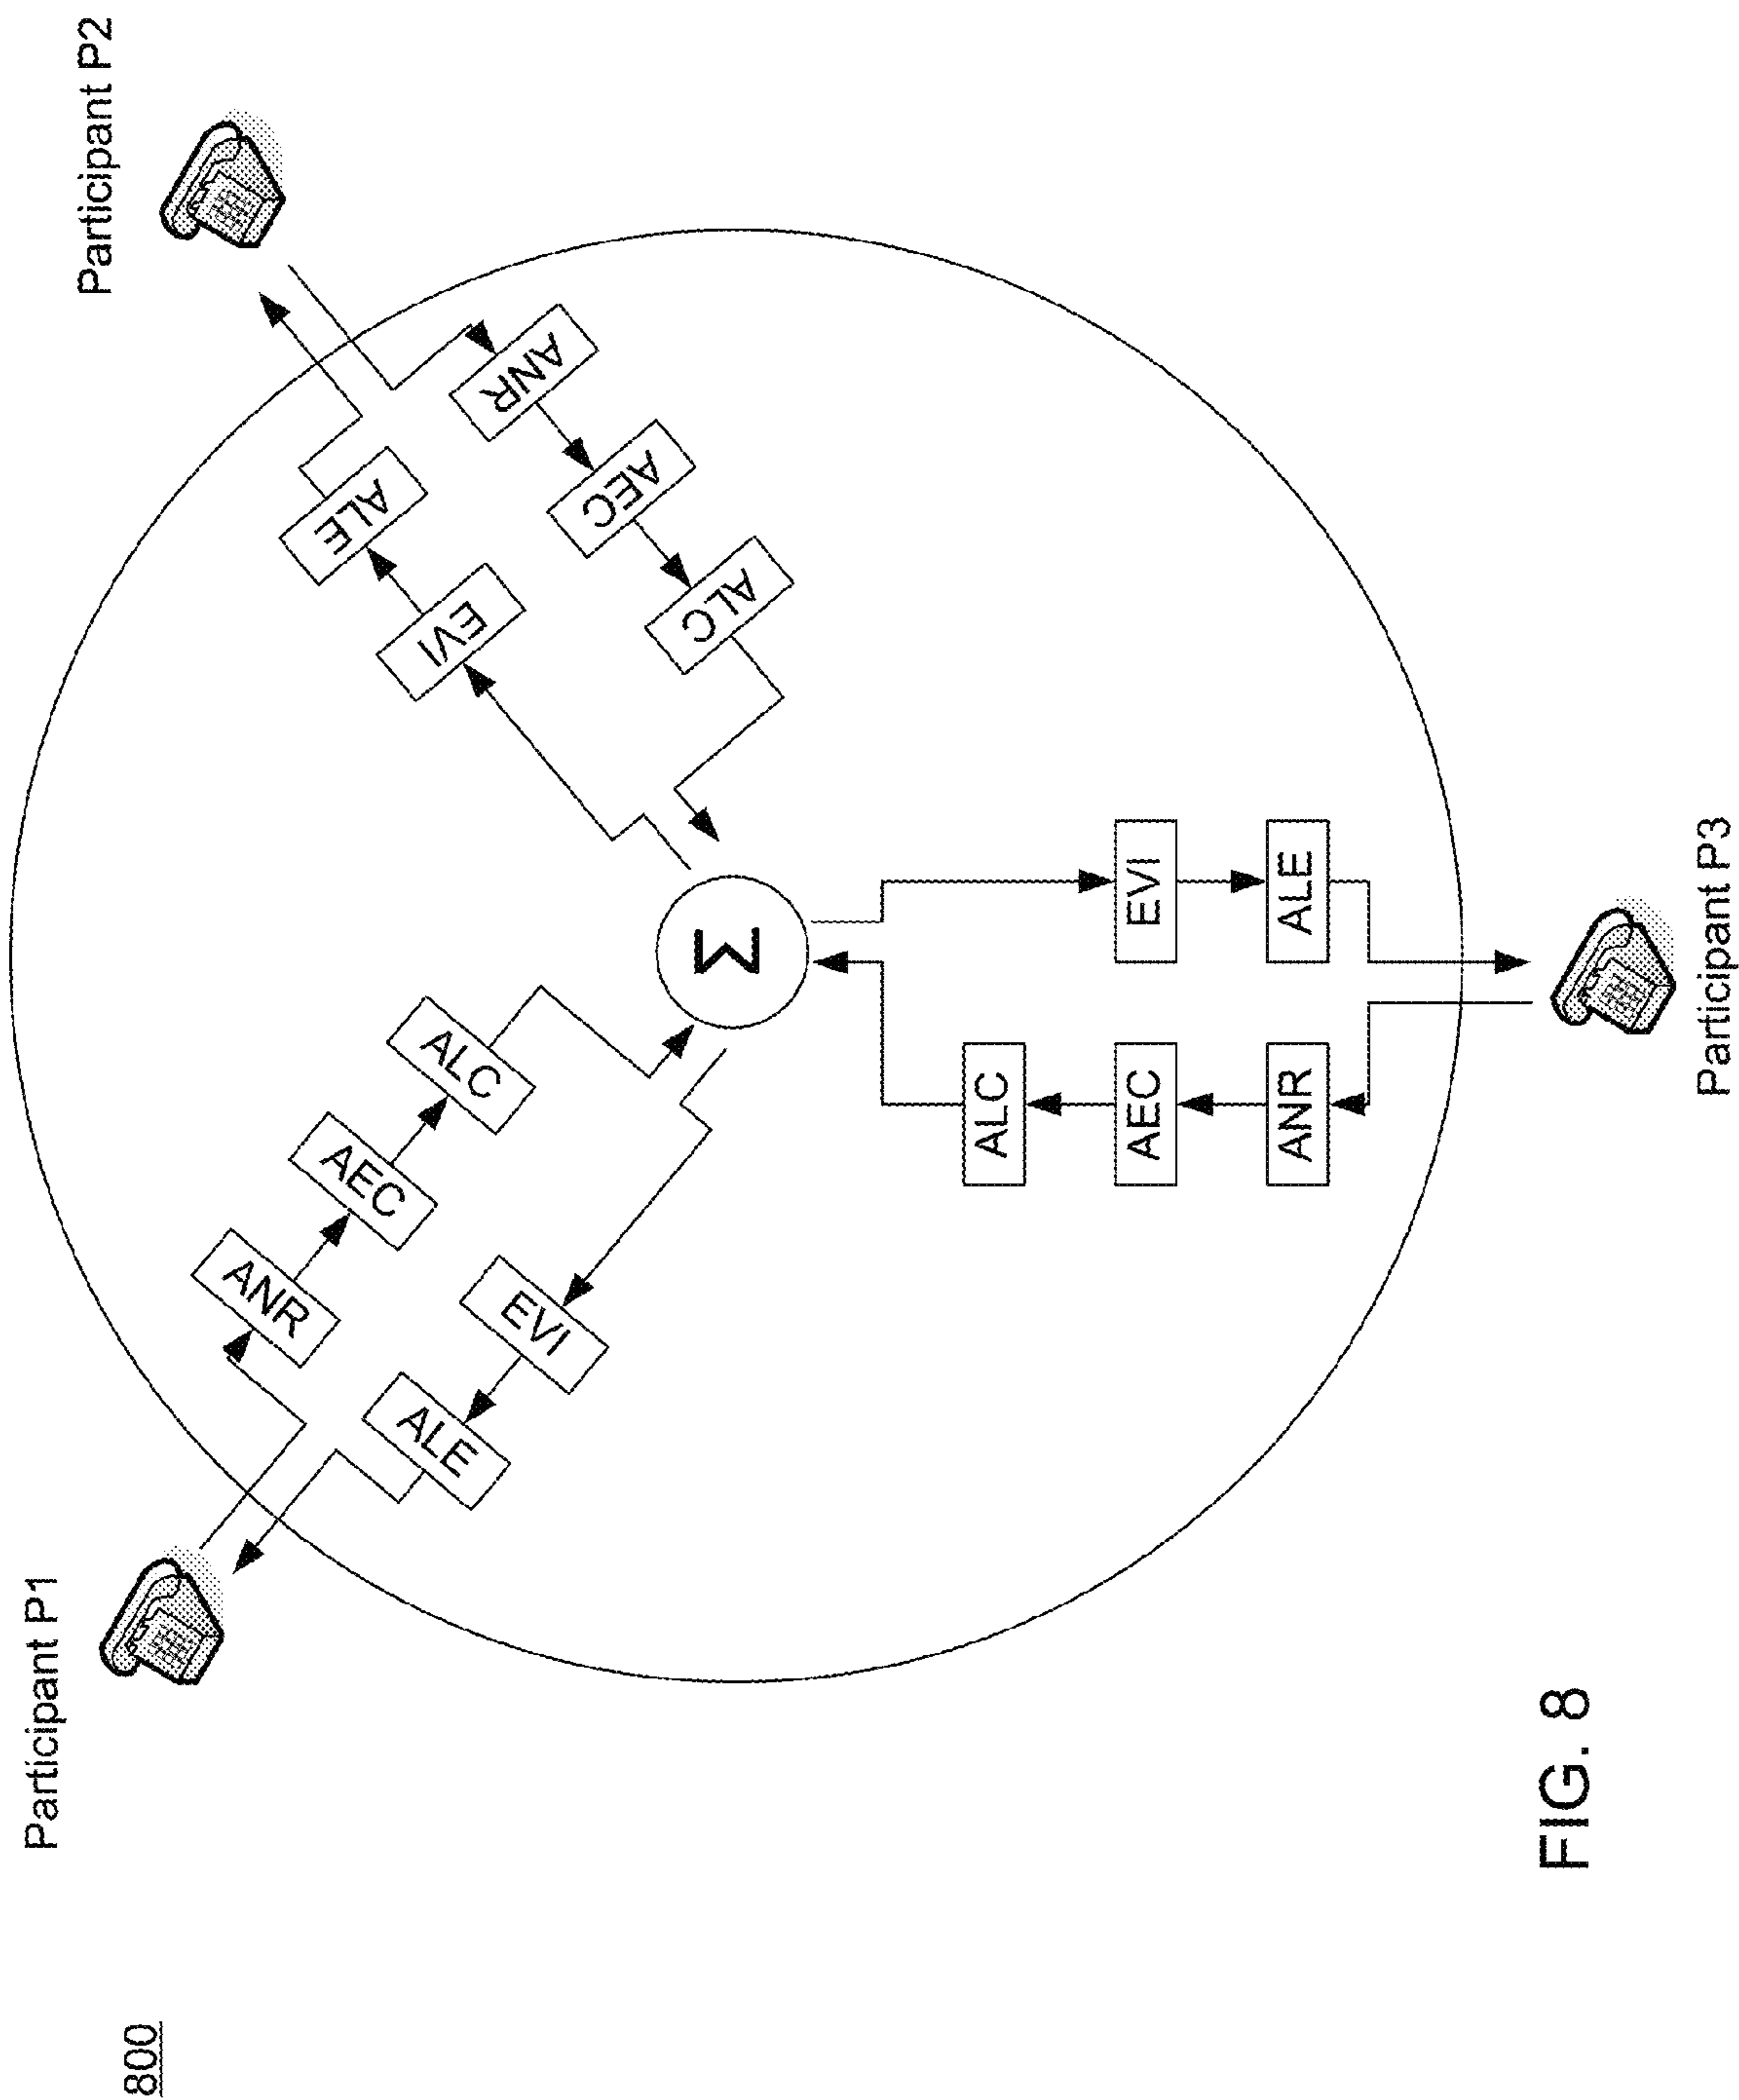 800
Participant P1
Participant P2
ANR
AEC
ALC
EVI
ALE
Σ
ALE
EVI
ANR
AEC
ALC
ALC
AEC
ANR
EVI
ALE
Participant P3
FIG. 8